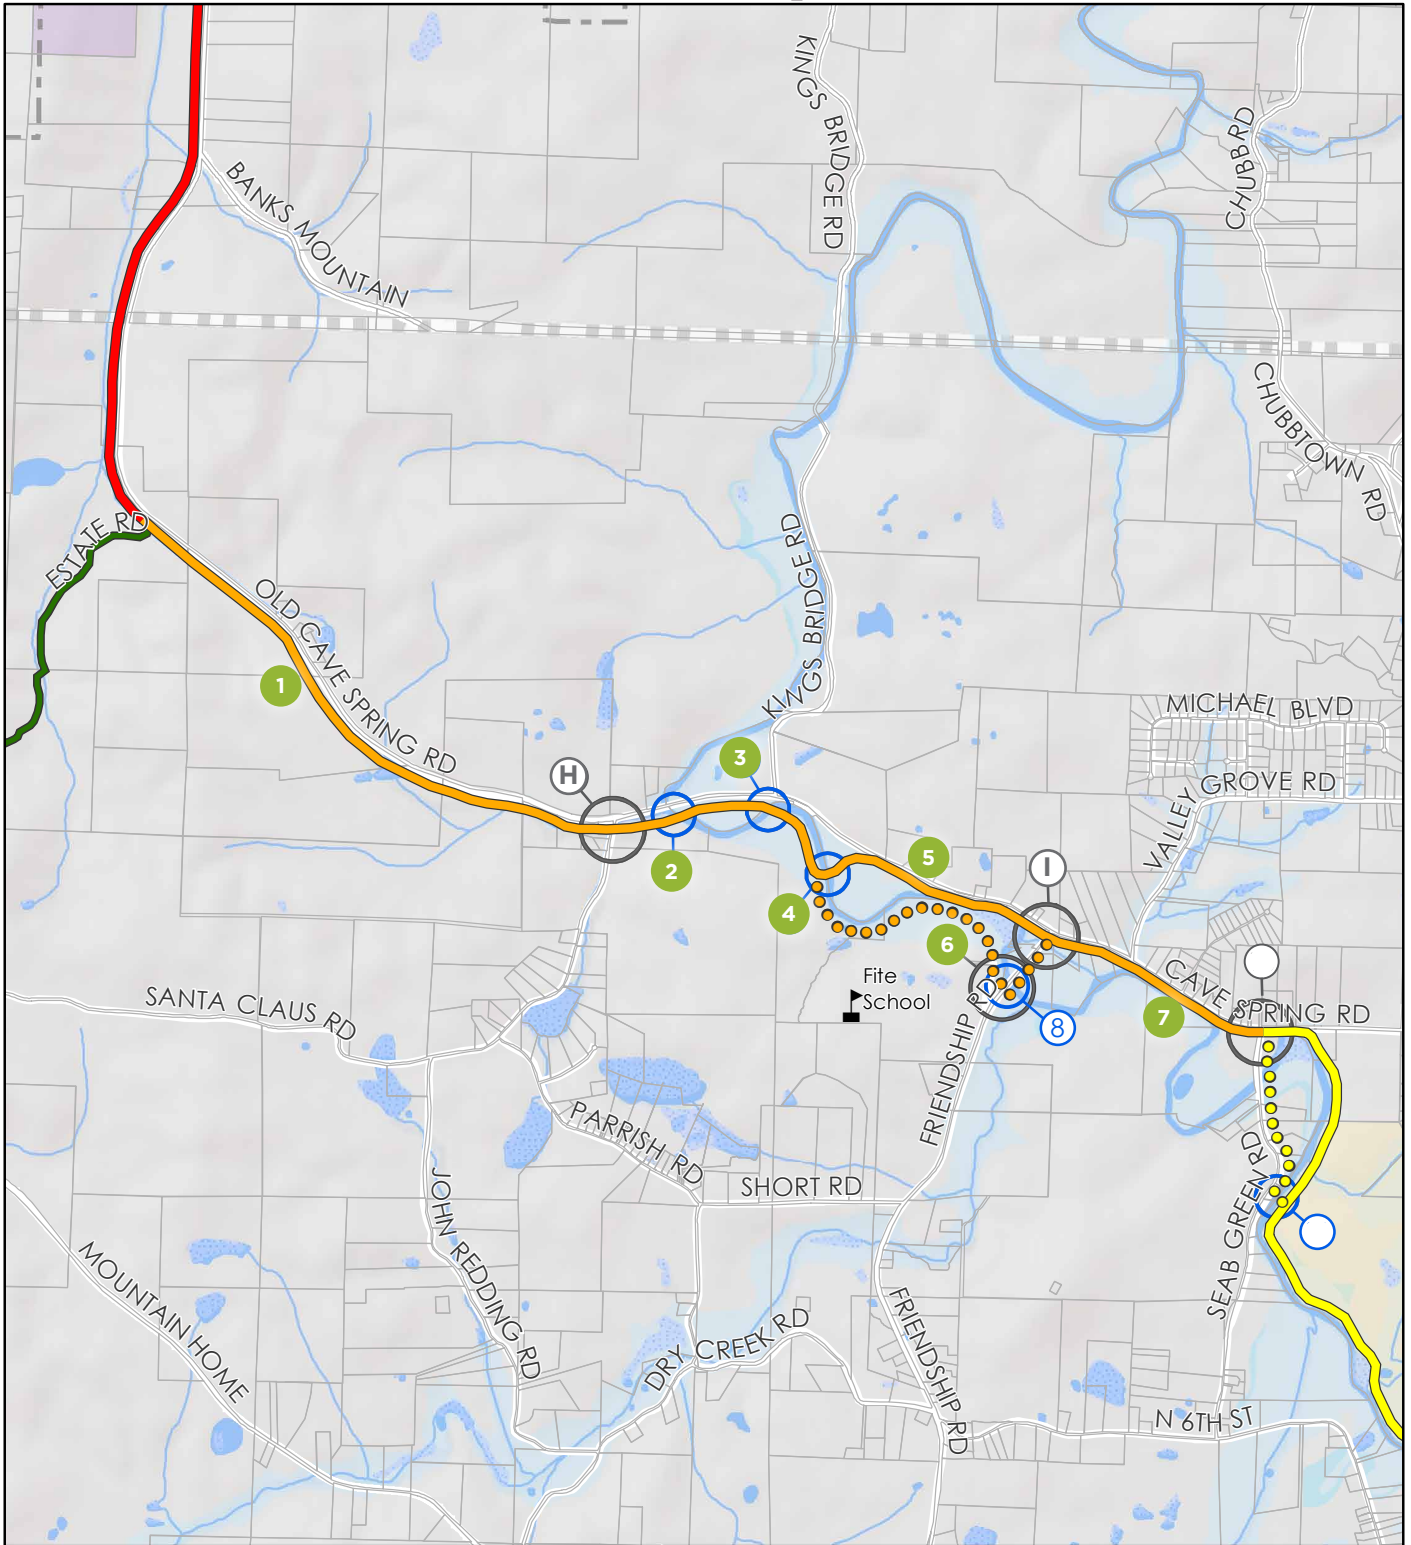 KINGS BRIDGE RD
CHUBB RD
BANKS MOUNTAIN
CHUBBTOWN RD
ESTATE RD
KINGS BRIDGE RD
OLD CAVE SPRING RD
1
MICHAEL BLVD
H
3
VALLEY GROVE RD
2
5
I
4
6
Fite
School
CAVE SPRING RD
SANTA CLAUS RD
7
8
FRIENDSHIP RD
PARRISH RD
SHORT RD
JOHN REDDING RD
SEAB GREEN RD
MOUNTAIN HOME
DRY CREEK RD
FRIENDSHIP RD
N 6TH ST